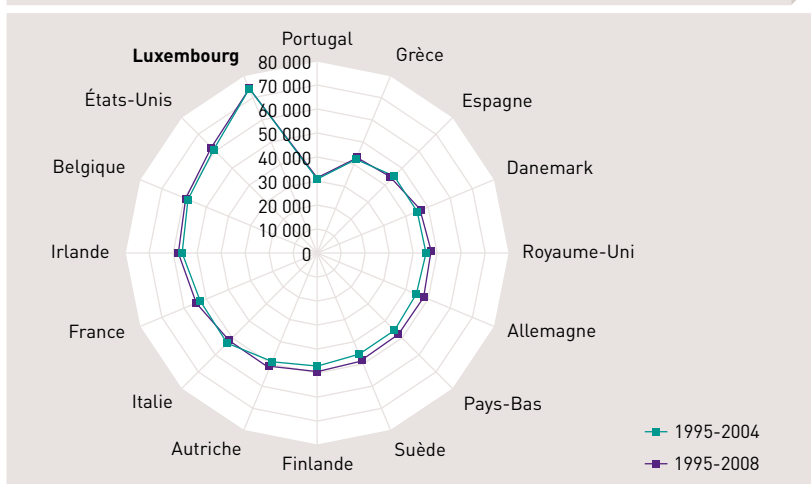 Portugal
Grèce
Espagne
Danemark
Royaume-Uni
Allemagne
Pays-Bas
Suède
Finlande
Autriche
Italie
France
Irlande
Belgique
États-Unis
Luxembourg
80 000
70 000
60 000
50 000
40 000
30 000
20 000
10 000
0
1995-2004
1995-2008